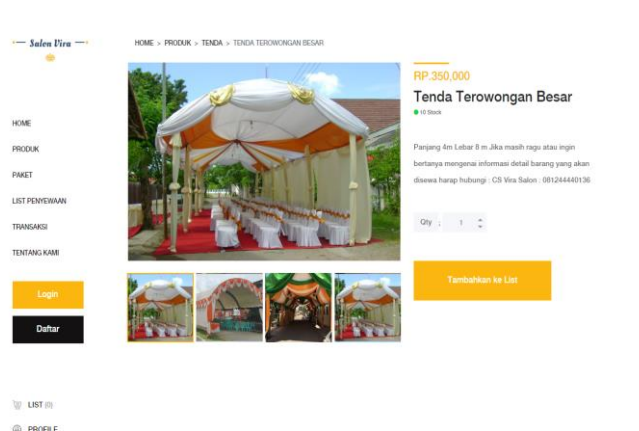 Salon Vira
HOME > PRODUK > TENDA > TENDA TEROWONGAN BESAR
HOME
PRODUK
PAKET
LIST PENYEWAAN
TRANSAKSI
TENTANG KAMI
Login
Daftar
LIST (0)
PROFILE
RP.350,000
Tenda Terowongan Besar
10 Stock
Panjang 4m Lebar 8 m Jika masih ragu atau ingin
bertanya mengenai informasi detail barang yang akan
disewa harap hubungi : CS Vira Salon : 081244440136
Qty : 1
Tambahkan ke List